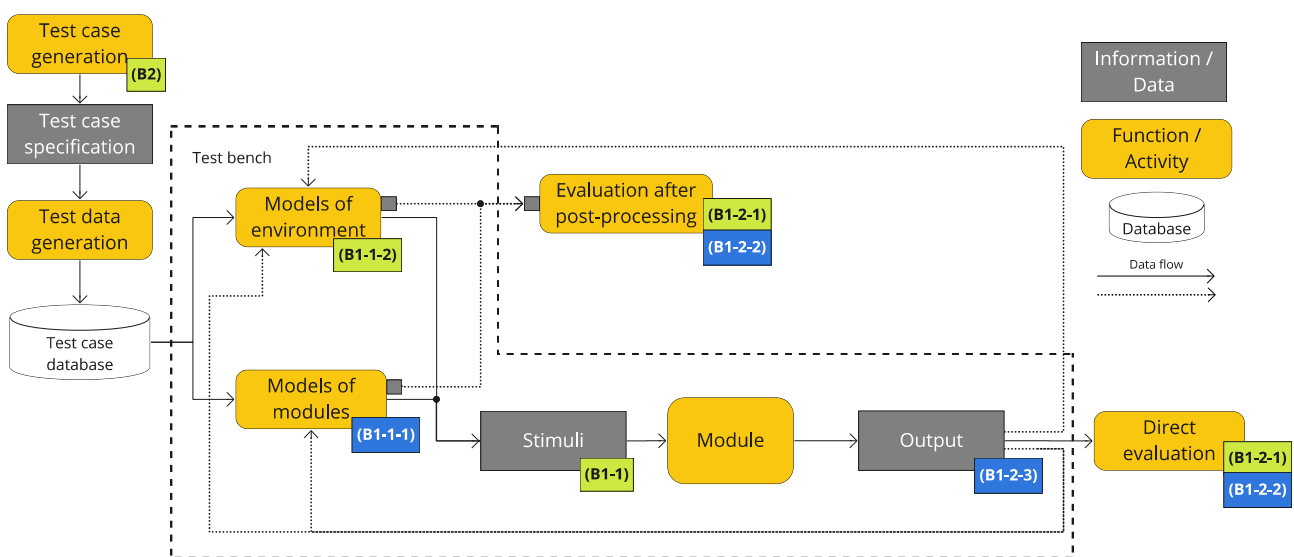 Test case
generation
(B2)
Test case
specification
Test data
generation
Test case
database
Test bench
Models of
environment
(B1-1-2)
Models of
modules
(B1-1-1)
Evaluation after
post-processing
(B1-2-1)
(B1-2-2)
Stimuli
(B1-1)
Module
Output
(B1-2-3)
Direct
evaluation
(B1-2-1)
(B1-2-2)
Information /
Data
Function /
Activity
Database
Data flow